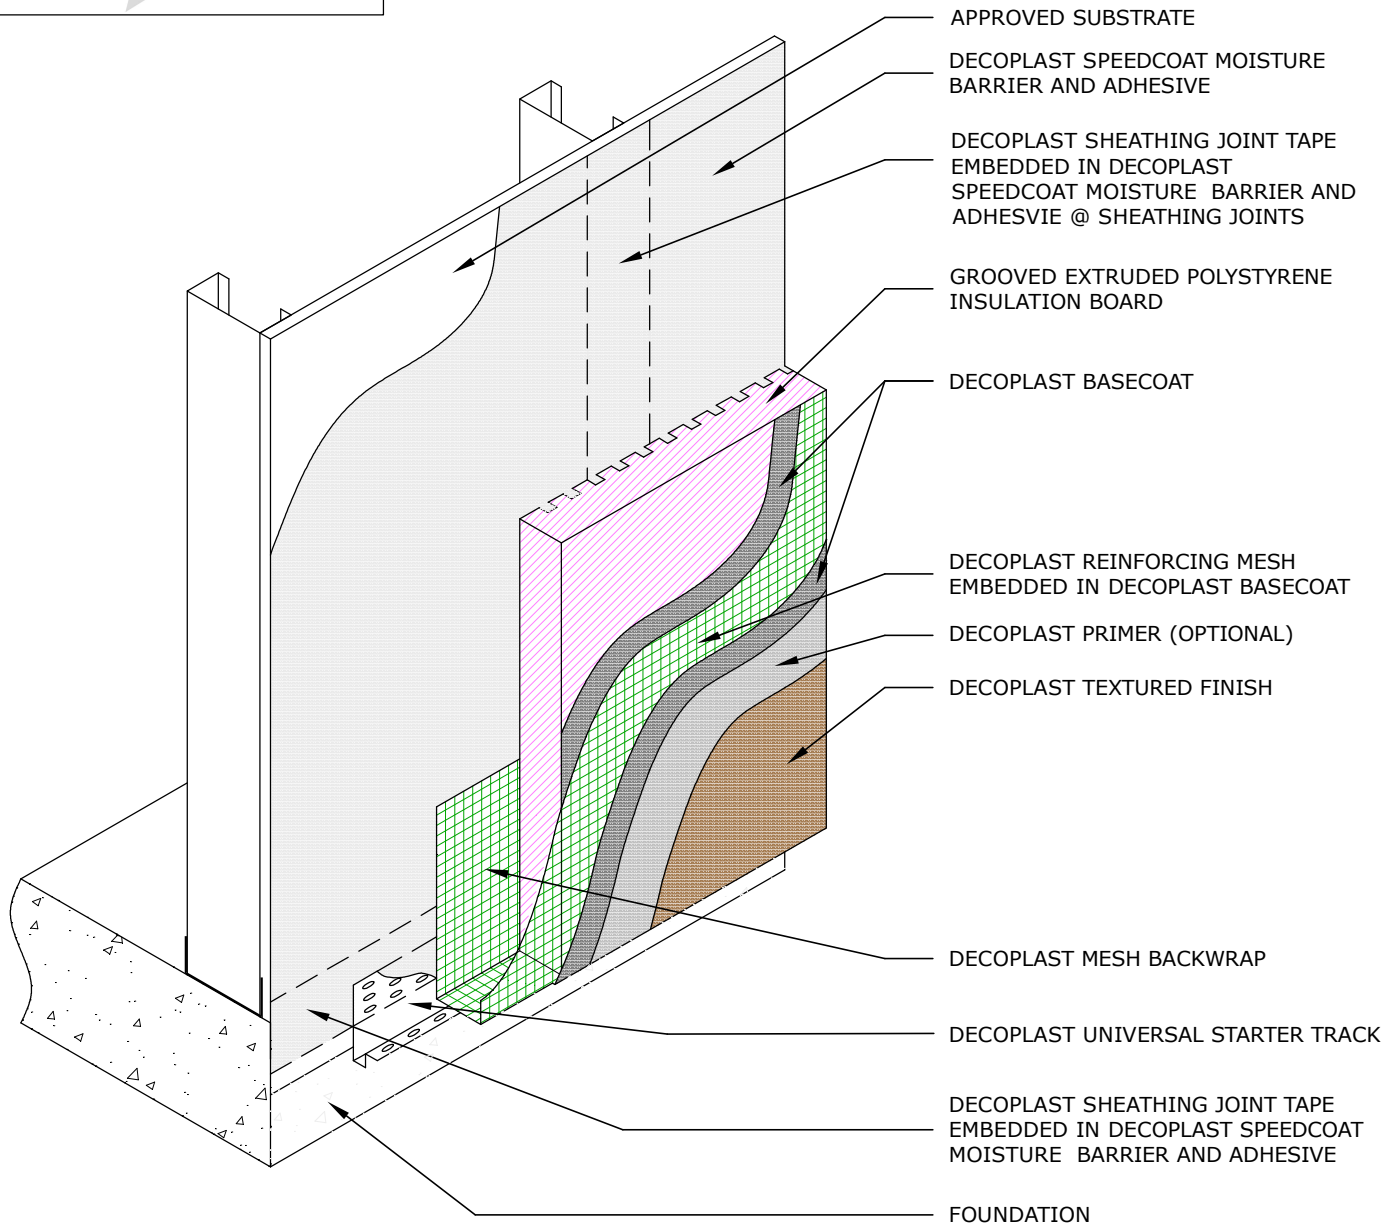 APPROVED SUBSTRATE
DECOPLAST SPEEDCOAT MOISTURE
BARRIER AND ADHESIVE
DECOPLAST SHEATHING JOINT TAPE
EMBEDDED IN DECOPLAST
SPEEDCOAT MOISTURE BARRIER AND
ADHESVIE @ SHEATHING JOINTS
GROOVED EXTRUDED POLYSTYRENE
INSULATION BOARD
DECOPLAST BASECOAT
DECOPLAST REINFORCING MESH
EMBEDDED IN DECOPLAST BASECOAT
DECOPLAST PRIMER (OPTIONAL)
DECOPLAST TEXTURED FINISH
DECOPLAST MESH BACKWRAP
DECOPLAST UNIVERSAL STARTER TRACK
DECOPLAST SHEATHING JOINT TAPE
EMBEDDED IN DECOPLAST SPEEDCOAT
MOISTURE BARRIER AND ADHESIVE
FOUNDATION